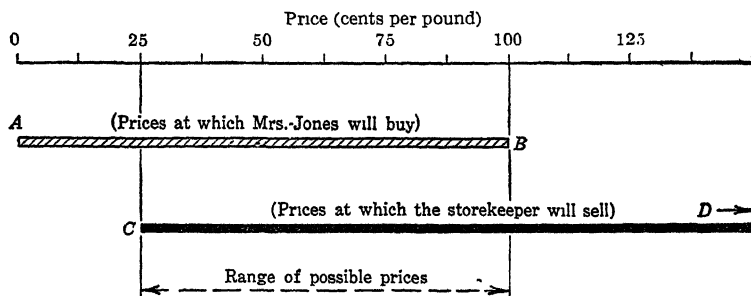 Price (cents per pound)
0 25 50 75 100 125
A (Prices at which Mrs.-Jones will buy)
B
(Prices at which the storekeeper will sell) D
C
Range of possible prices